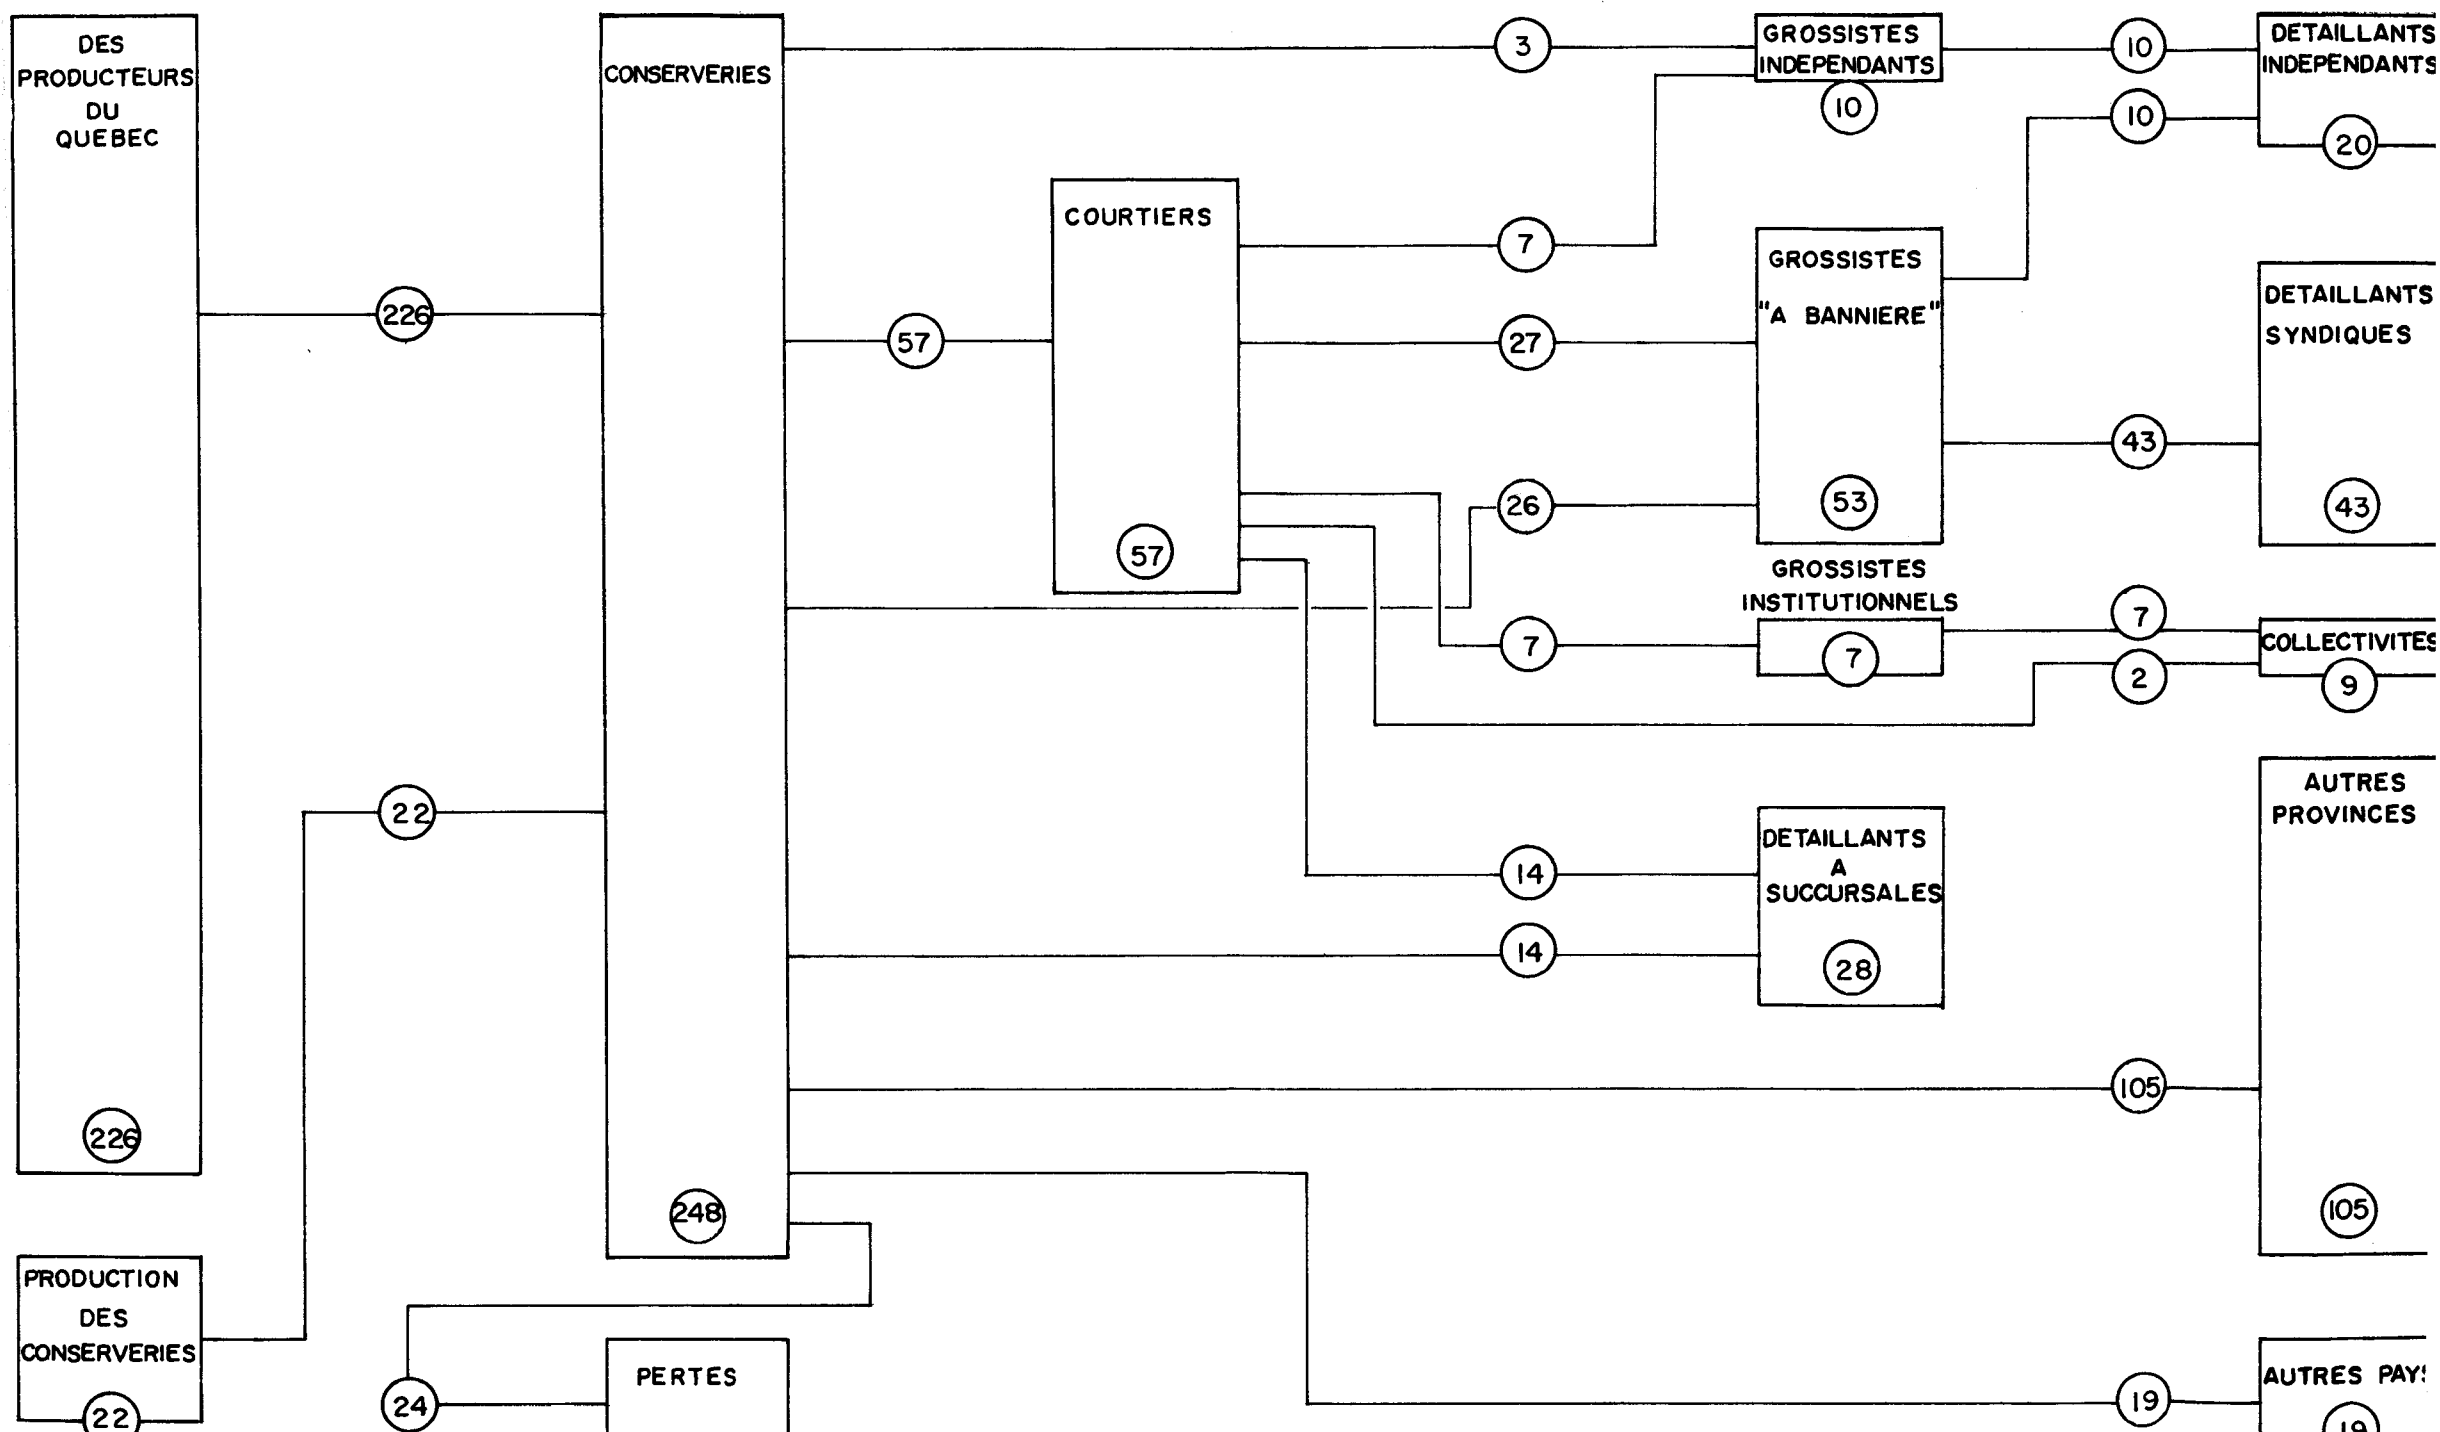 DES
PRODUCTEURS
DU
QUEBEC
226
226
22
PRODUCTION
DES
CONSERVERIES
22
CONSERVERIES
248
24
PERTES
57
COURTIERS
57
3
7
27
26
7
14
14
GROSSISTES
INDEPENDANTS
10
GROSSISTES
"A BANNIERE"
53
GROSSISTES
INSTITUTIONNELS
7
DETAILLANTS
A
SUCCURSALES
28
10
10
43
7
2
105
19
DETAILLANTS
INDEPENDANTS
20
DETAILLANTS
SYNDIQUES
43
COLLECTIVITES
9
AUTRES
PROVINCES
105
AUTRES PAYS
19